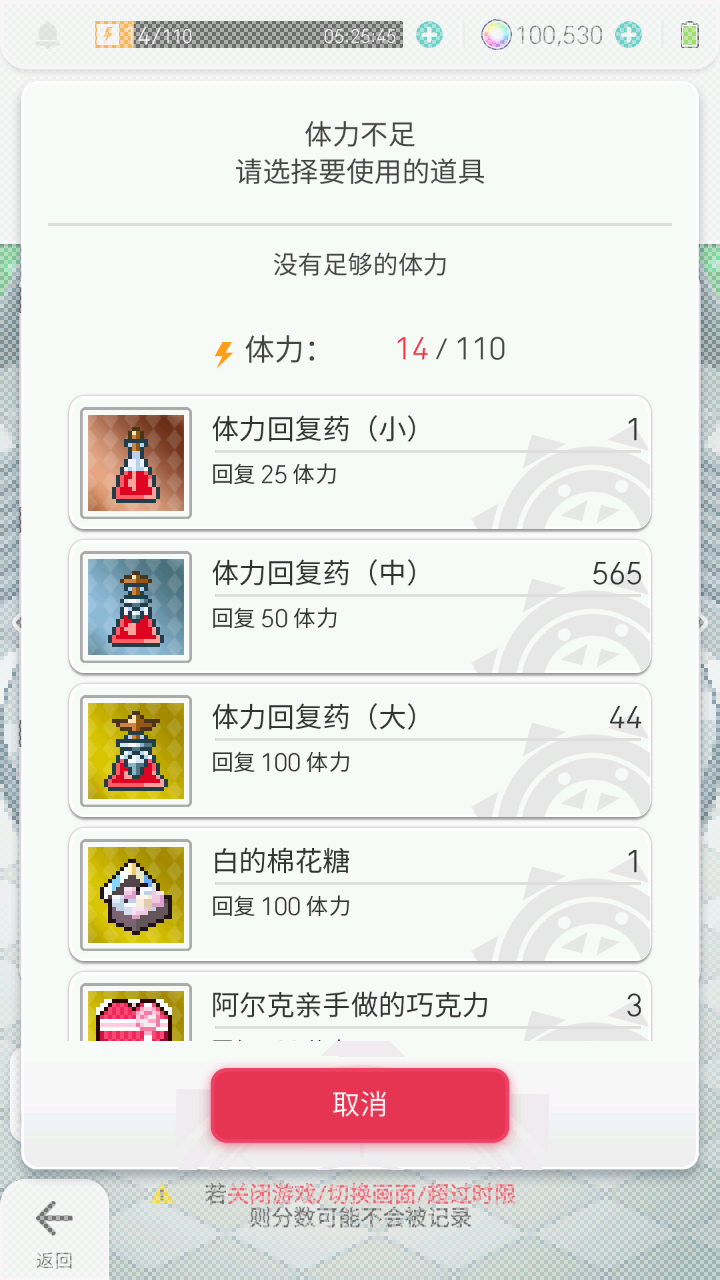 14/110
05:25:45
100,530
体力不足
请选择要使用的道具
没有足够的体力
体力： 14 / 110
体力回复药（小） 1
回复 25 体力
体力回复药（中） 565
回复 50 体力
体力回复药（大） 44
回复 100 体力
白的棉花糖 1
回复 100 体力
阿尔克亲手做的巧克力 3
取消
若关闭游戏/切换画面/超过时限
则分数可能不会被记录
返回